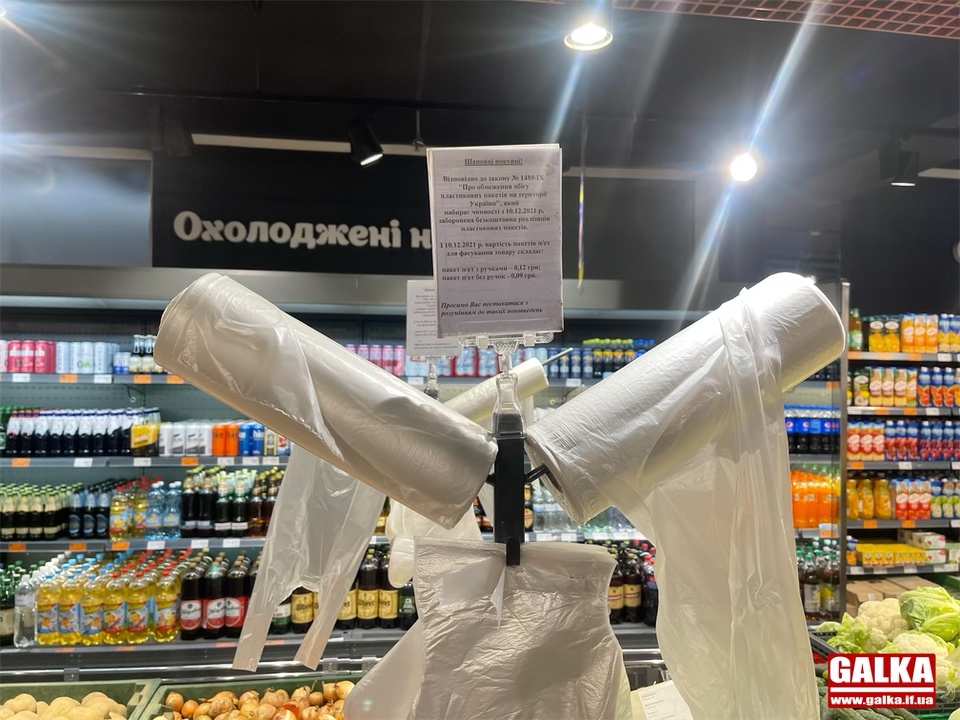 Шановні покупці!
Відповідно до закону № 1489-IX
"Про обмеження обігу
пластикових пакетів на території
України", який
набирає чинності з 10.12.2021 р,
заборонена безкоштовна реалізація
пластикових пакетів.
З 10.12.2021 р. вартість пакетів п/ет
для фасування товару складає:
пакет п/ет з ручками – 0,12 грн;
пакет п/ет без ручок - 0,09 грн.
Просимо Вас поставитися з
розумінням до таких нововведень
Охолоджені н
GALKA
www.galka.if.ua